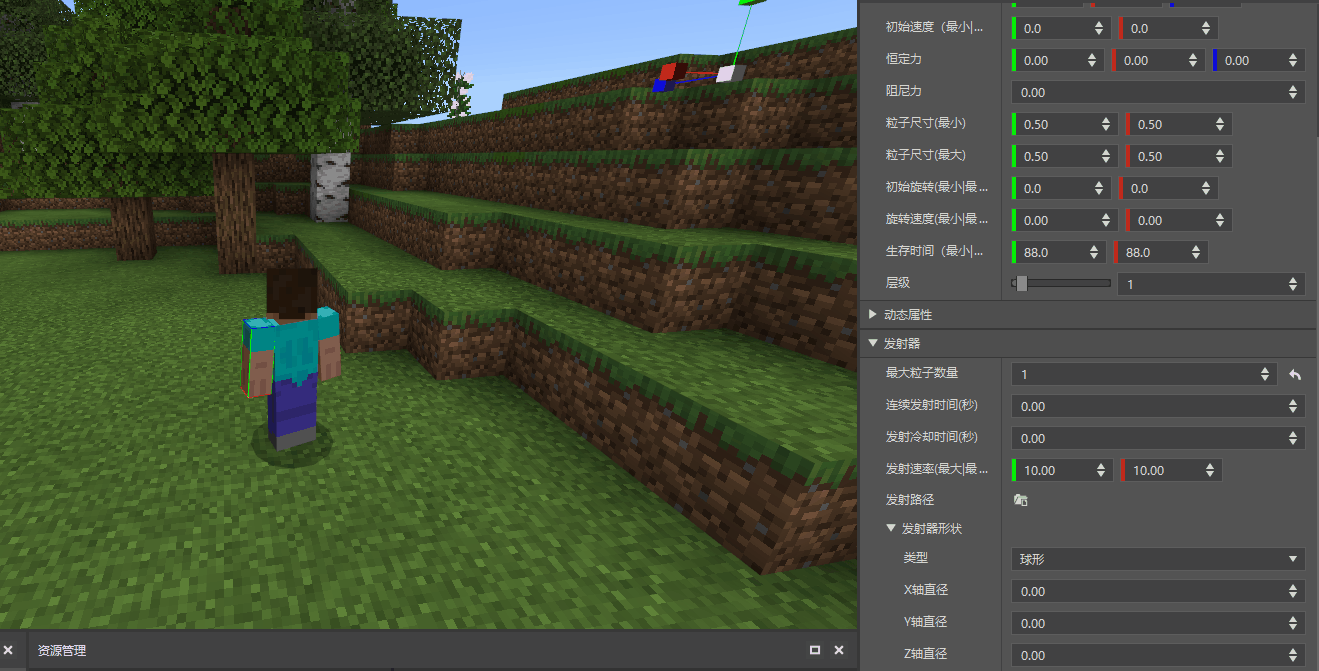 初始速度（最小|... 0.0 0.0
恒定力 0.00 0.00 0.00
阻尼力 0.00
粒子尺寸(最小) 0.50 0.50
粒子尺寸(最大) 0.50 0.50
初始旋转(最小|最 ... 0.0 0.0
旋转速度(最小|最 ... 0.00 0.00
生存时间（最小|... 88.0 88.0
层级 1
动态属性
发射器
最大粒子数量 1
连续发射时间(秒) 0.00
发射冷却时间(秒) 0.00
发射速率(最大|最 ... 10.00 10.00
发射路径
发射器形状
类型 球形
X轴直径 0.00
Y轴直径 0.00
Z轴直径 0.00
资源管理